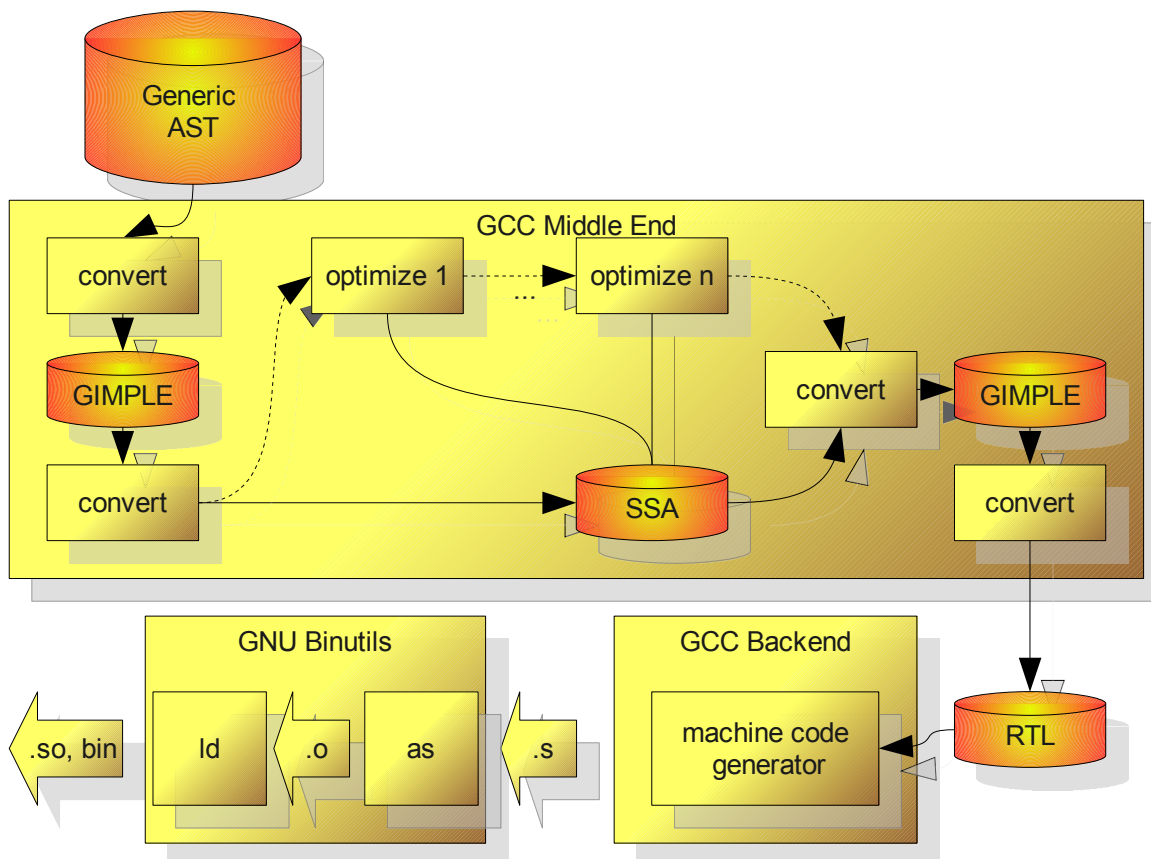 Generic
AST
GCC Middle End
convert
optimize 1
...
optimize n
GIMPLE
convert
GIMPLE
convert
SSA
convert
GNU Binutils
GCC Backend
.so, bin
ld
.o
as
.s
machine code
generator
RTL